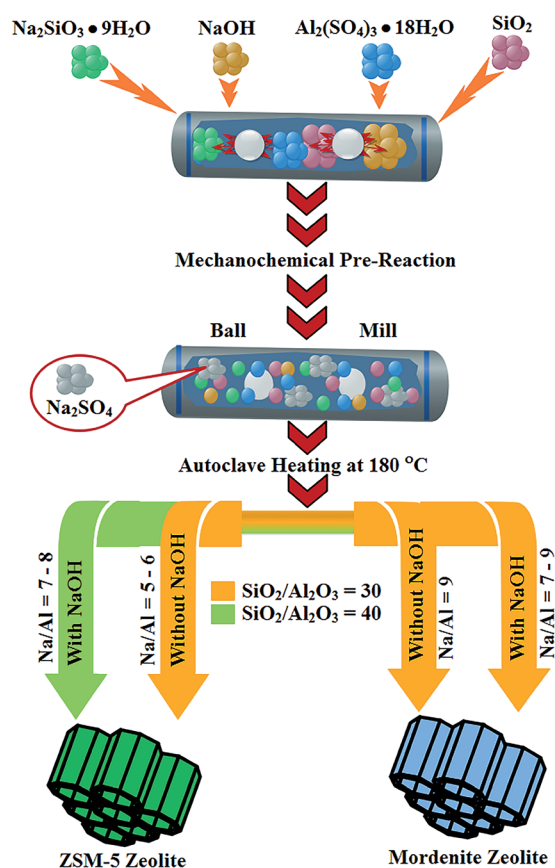 Na₂SiO₃ • 9H₂O
NaOH
Al₂(SO₄)₃ • 18H₂O
SiO₂
Mechanochemical Pre-Reaction
Ball Mill
Na₂SO₄
Autoclave Heating at 180 °C
Na/Al = 7 - 8
With NaOH
Na/Al = 5 - 6
Without NaOH
SiO₂/Al₂O₃ = 30
SiO₂/Al₂O₃ = 40
Without NaOH
Na/Al = 9
With NaOH
Na/Al = 7 - 9
ZSM-5 Zeolite
Mordenite Zeolite